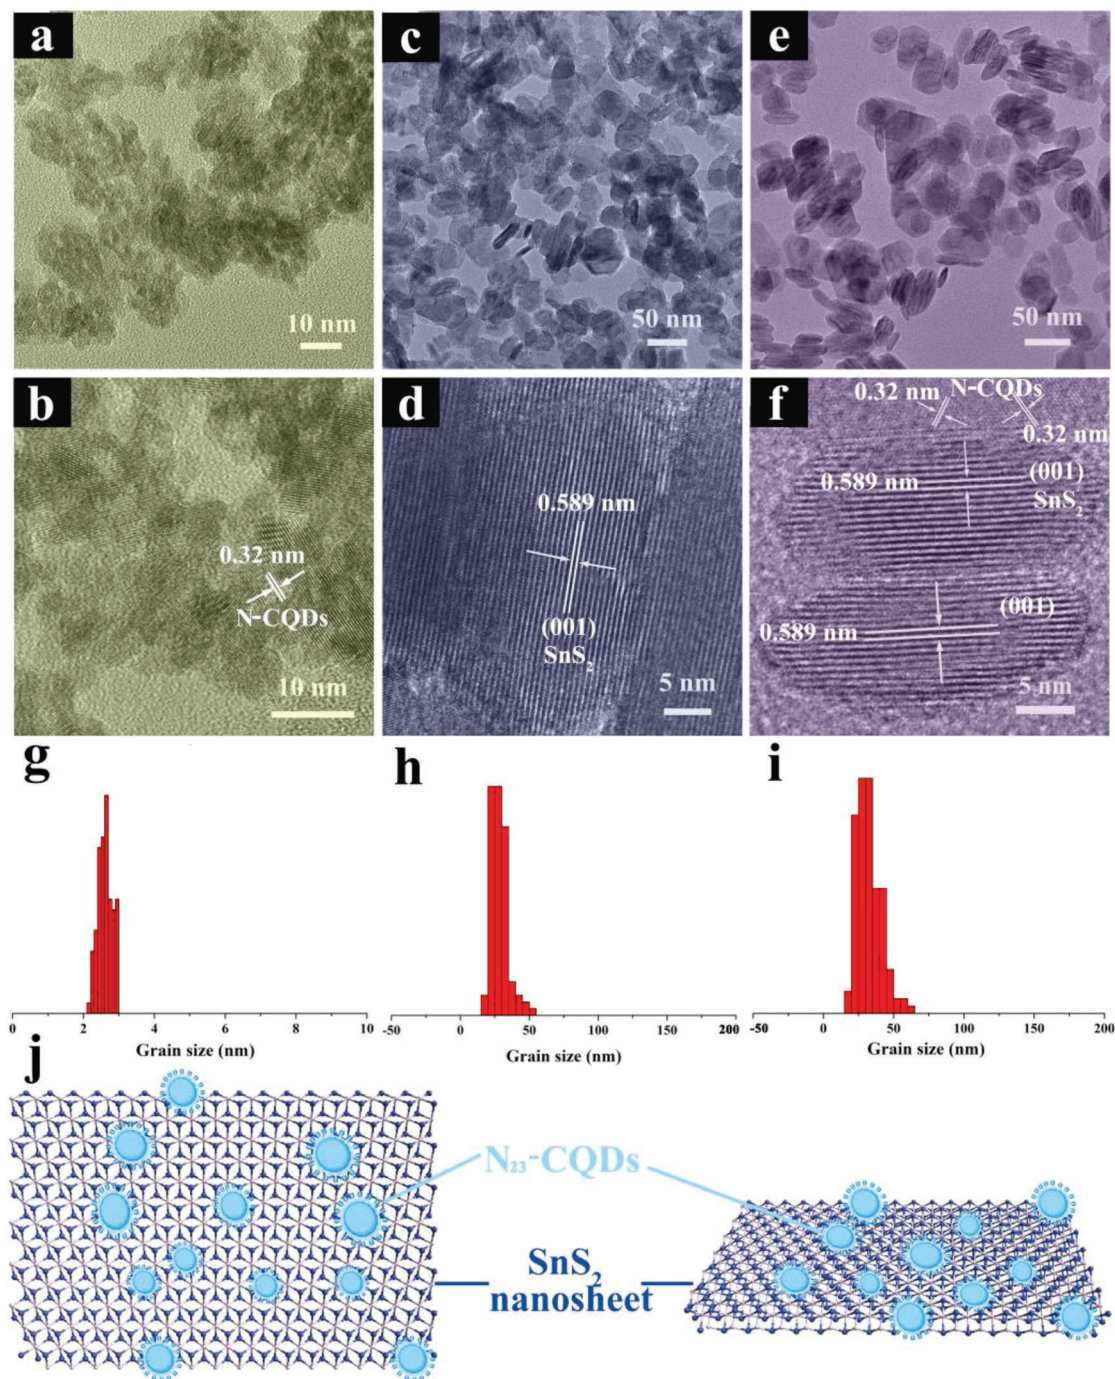 a
c
e
10 nm
50 nm
50 nm
b
d
f
0.32 nm
N-CQDs
10 nm
0.589 nm
(001)
SnS₂
5 nm
0.32 nm
N-CQDs
0.32 nm
0.589 nm
(001)
SnS₂
(001)
0.589 nm
5 nm
g
h
i
0 2 4 6 8 10
Grain size (nm)
-50 0 50 100 150 200
Grain size (nm)
-50 0 50 100 150 200
Grain size (nm)
j
N₂₃-CQDs
SnS₂
nanosheet